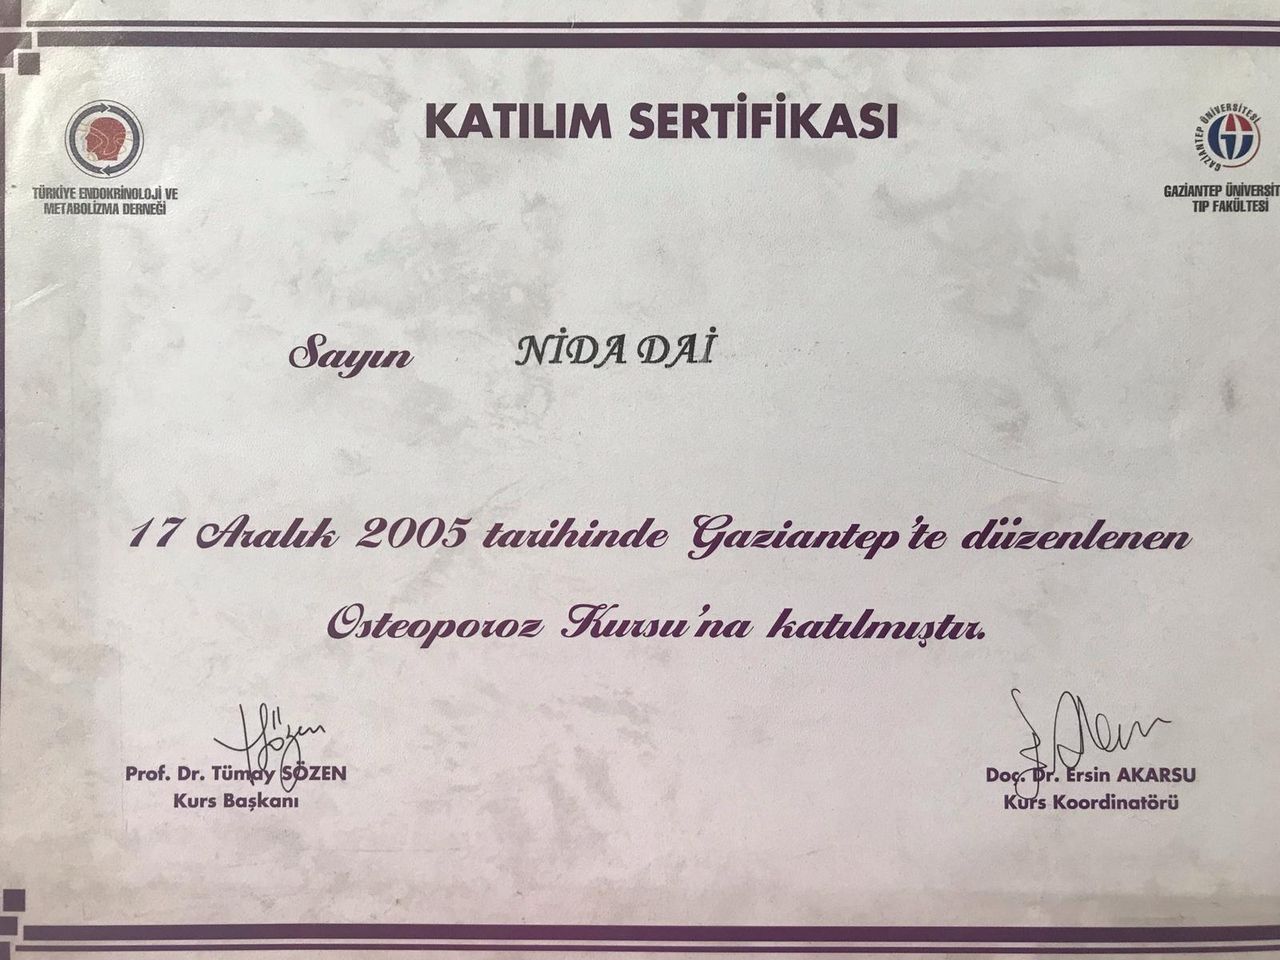 KATILIM SERTİFİKASI
TÜRKİYE ENDOKRİNOLOJİ VE
METABOLİZMA DERNEĞİ
GAZİANTEP ÜNİVERSİTESİ
GAZİANTEP ÜNİVERSİT
TIP FAKÜLTESİ
Sayın NİDA DAİ
17 Aralık 2005 tarihinde Gaziantep'te düzenlenen
Osteoporoz Kursu'na katılmıştır.
Prof. Dr. Tümay SÖZEN
Kurs Başkanı
Doç. Dr. Ersin AKARSU
Kurs Koordinatörü